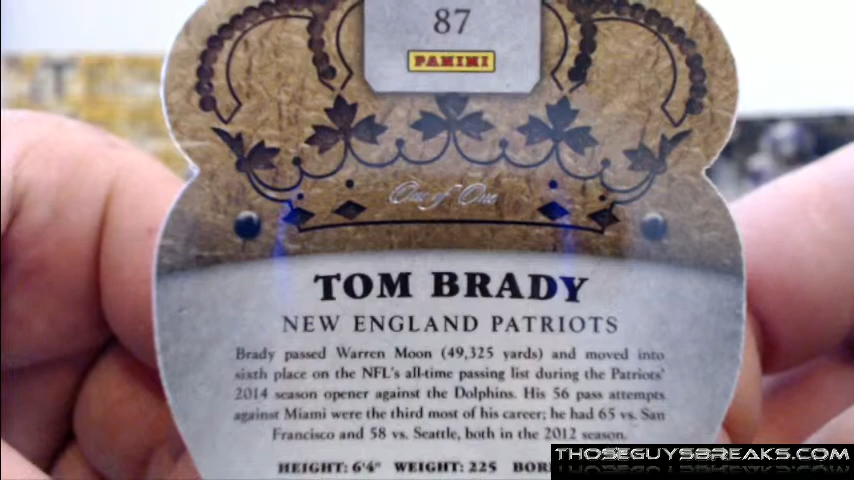 87
PANINI
One of One
TOM BRADY
NEW ENGLAND PATRIOTS
Brady passed Warren Moon (49,325 yards) and moved into
sixth place on the NFL's all-time passing list during the Patriots'
2014 season opener against the Dolphins. His 56 pass attempts
against Miami were the third most of his career; he had 65 vs. San
Francisco and 58 vs. Seattle, both in the 2012 season.
HEIGHT: 6'4" WEIGHT: 225
THOSEGUYSBREAKS.COM